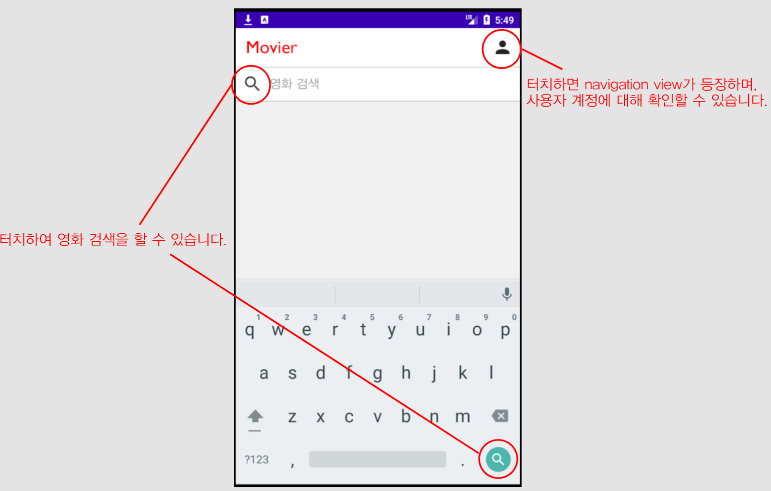 LTE 5:49
Movier
영화 검색
터치하면 navigation view가 등장하며,
사용자 계정에 대해 확인할 수 있습니다.
터치하여 영화 검색을 할 수 있습니다.
1 2 3 4 5 6 7 8 9 0
q w e r t y u i o p
a s d f g h j k l
z x c v b n m
?123 , .